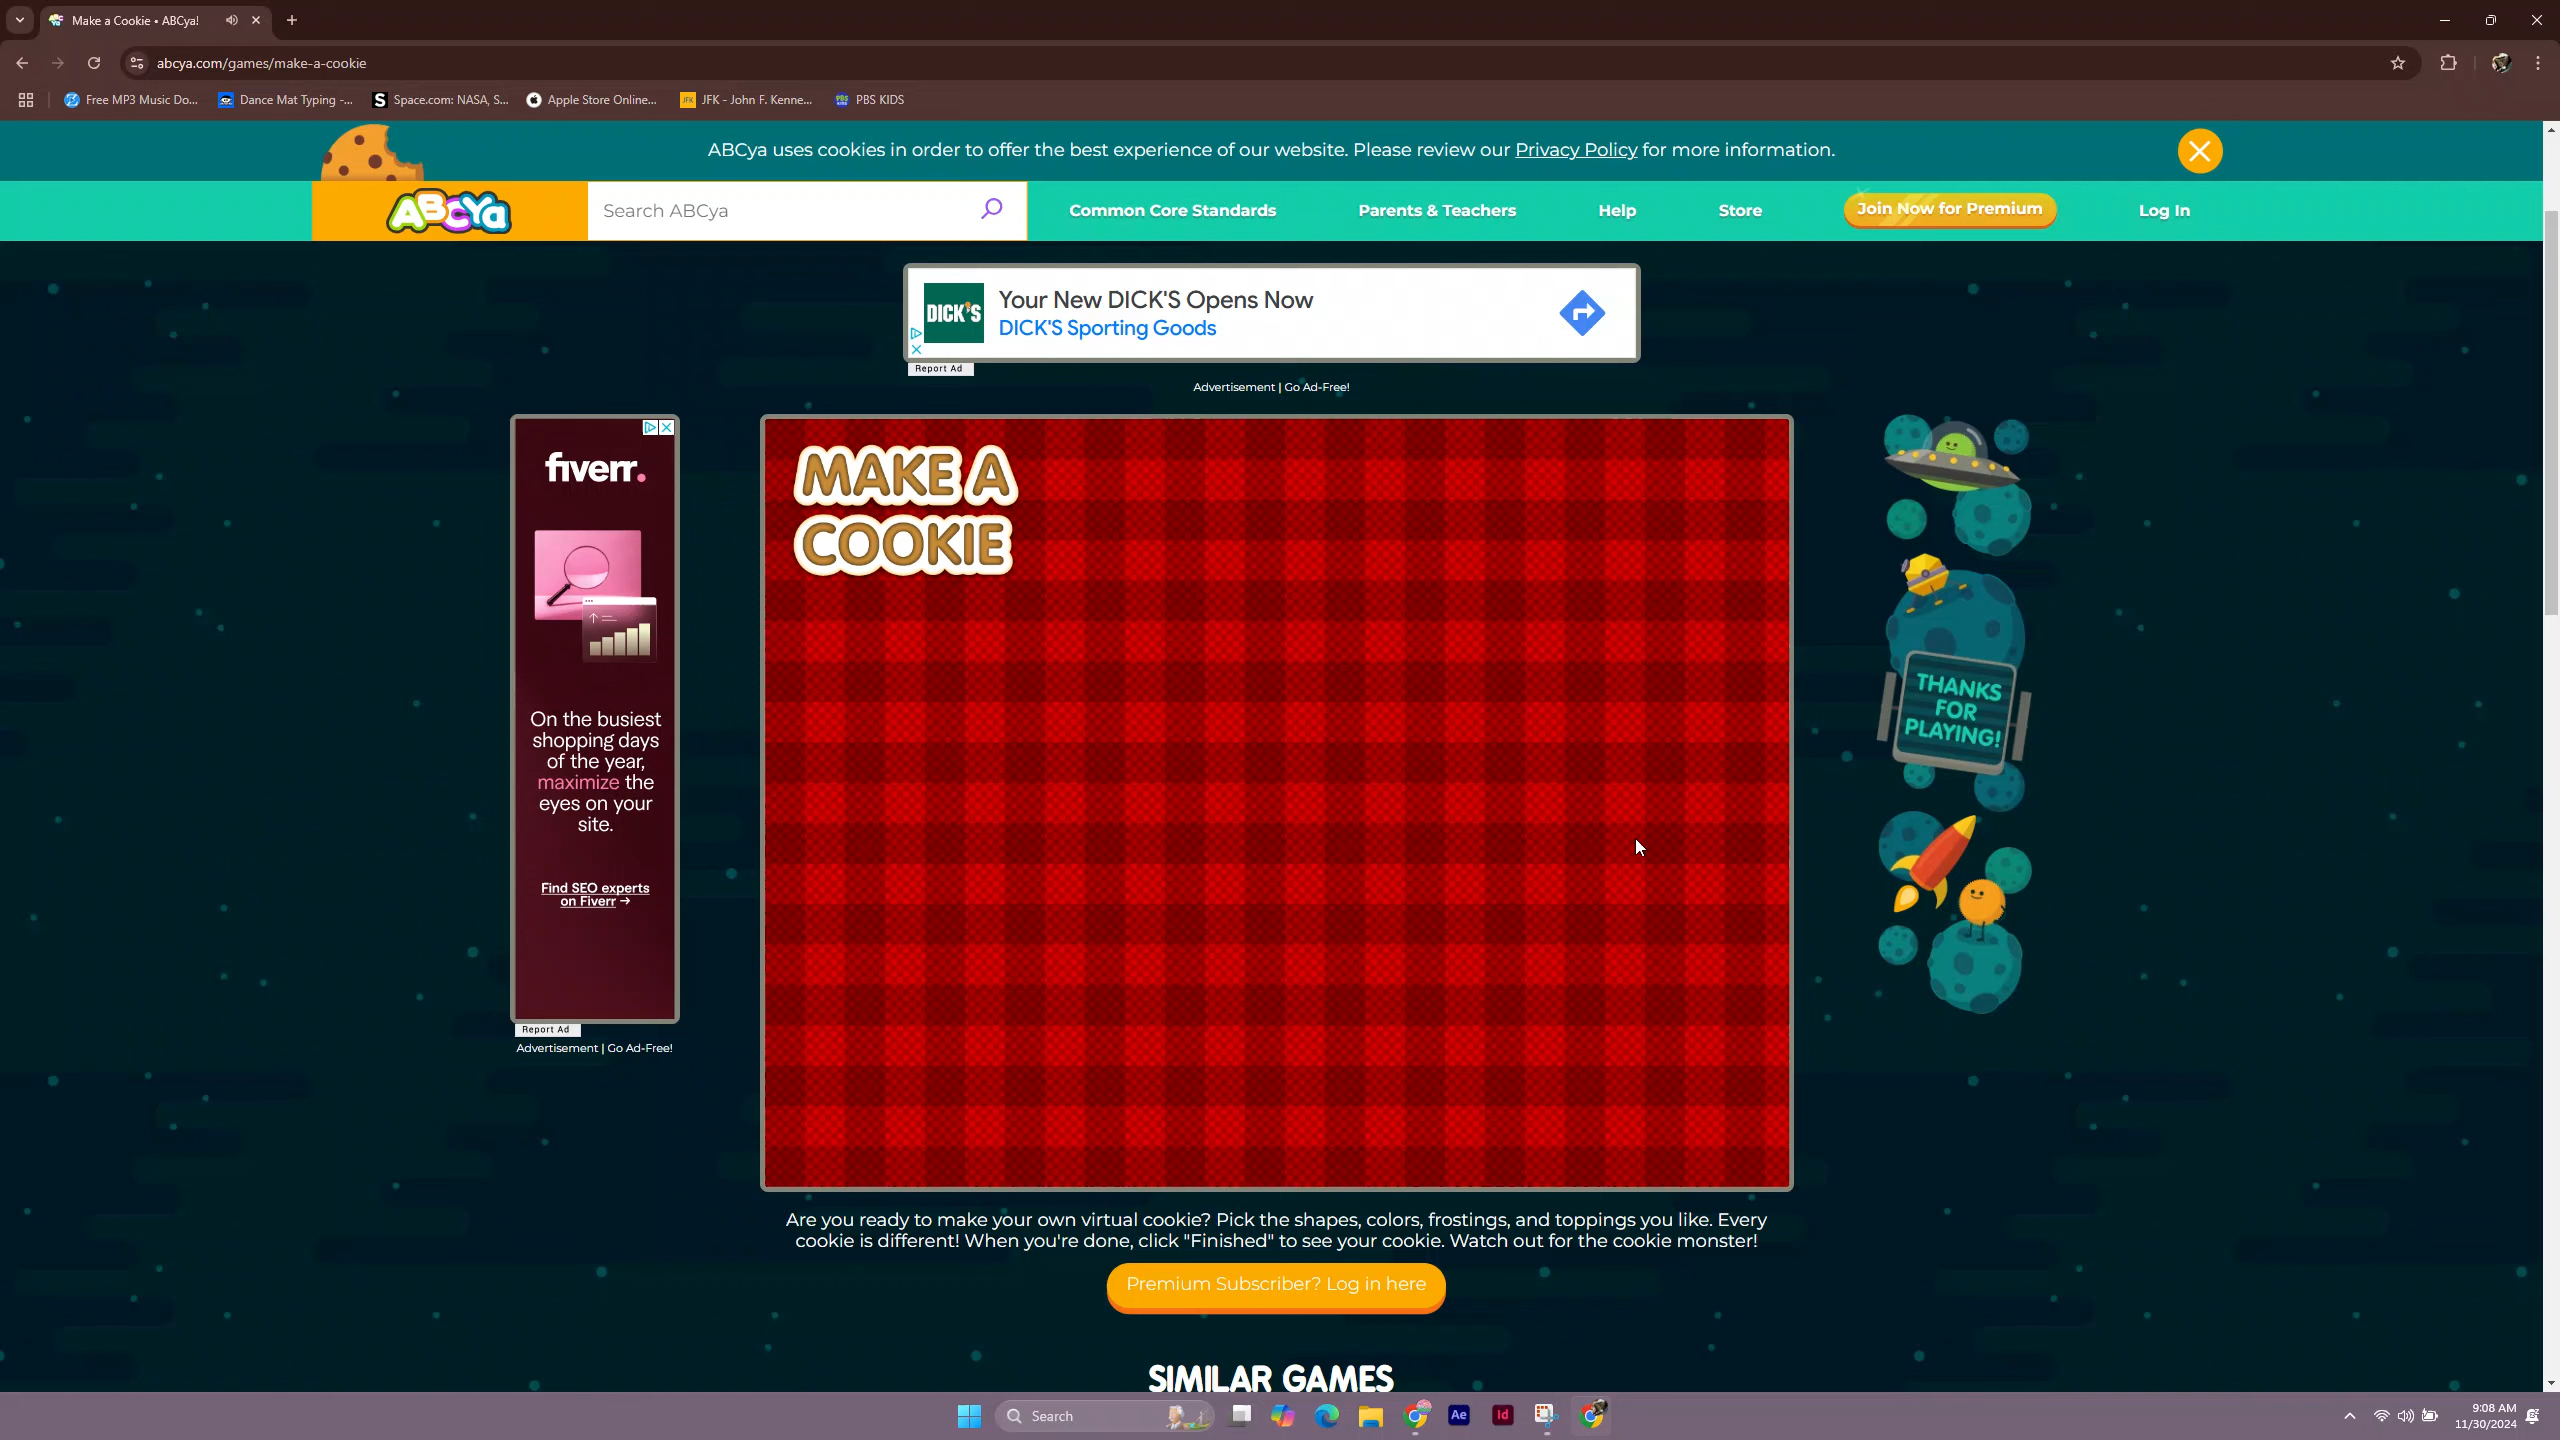 Make a Cookie • ABCya!
abcya.com/games/make-a-cookie
Free MP3 Music Do...
Dance Mat Typing -...
S
Space.com: NASA, S...
Apple Store Online...
JFK
JFK - John F. Kenne...
PBS KIDS
ABCya uses cookies in order to offer the best experience of our website. Please review our Privacy Policy for more information.
ABCYa
Search ABCya
Common Core Standards
Parents & Teachers
Help
Store
Join Now for Premium
Log In
DICK'S
Your New DICK'S Opens Now
DICK'S Sporting Goods
Report Ad
Advertisement | Go Ad-Free!
fiverr.
On the busiest
shopping days
of the year,
maximize the
eyes on your
site.
Find SEO experts
on Fiverr →
Report Ad
Advertisement | Go Ad-Free!
MAKE A
COOKIE
THANKS
FOR
PLAYING!
Are you ready to make your own virtual cookie? Pick the shapes, colors, frostings, and toppings you like. Every
cookie is different! When you're done, click "Finished" to see your cookie. Watch out for the cookie monster!
Premium Subscriber? Log in here
SIMILAR GAMES
Search
Ae
Id
9:08 AM
11/30/2024